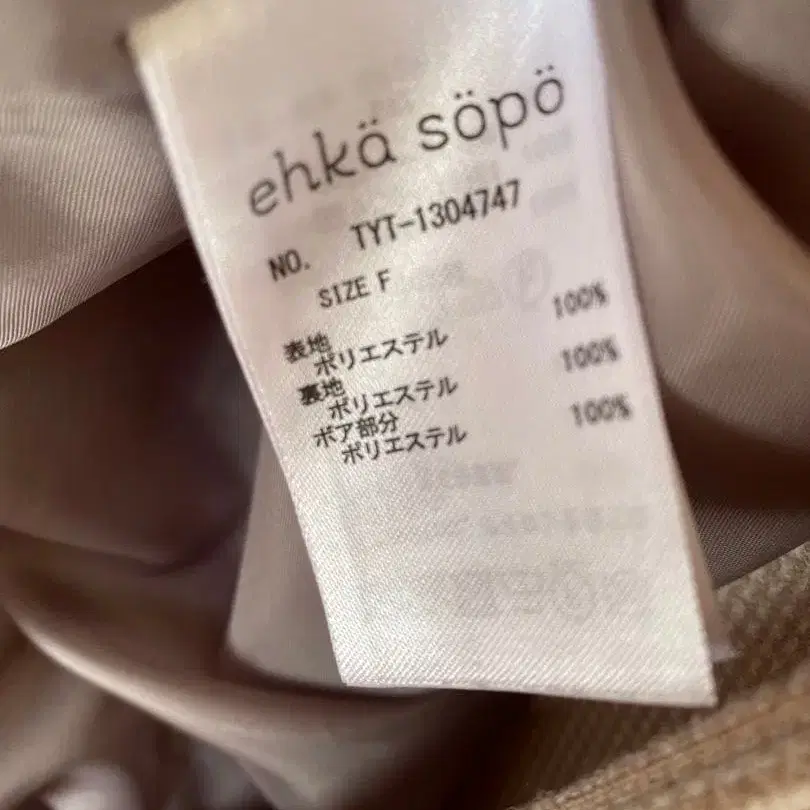 ehkä söpö
NO. TYT-1304747
SIZE F
表地
ポリエステル 100%
裏地
ポリエステル 100%
ボア部分
ポリエステル 100%